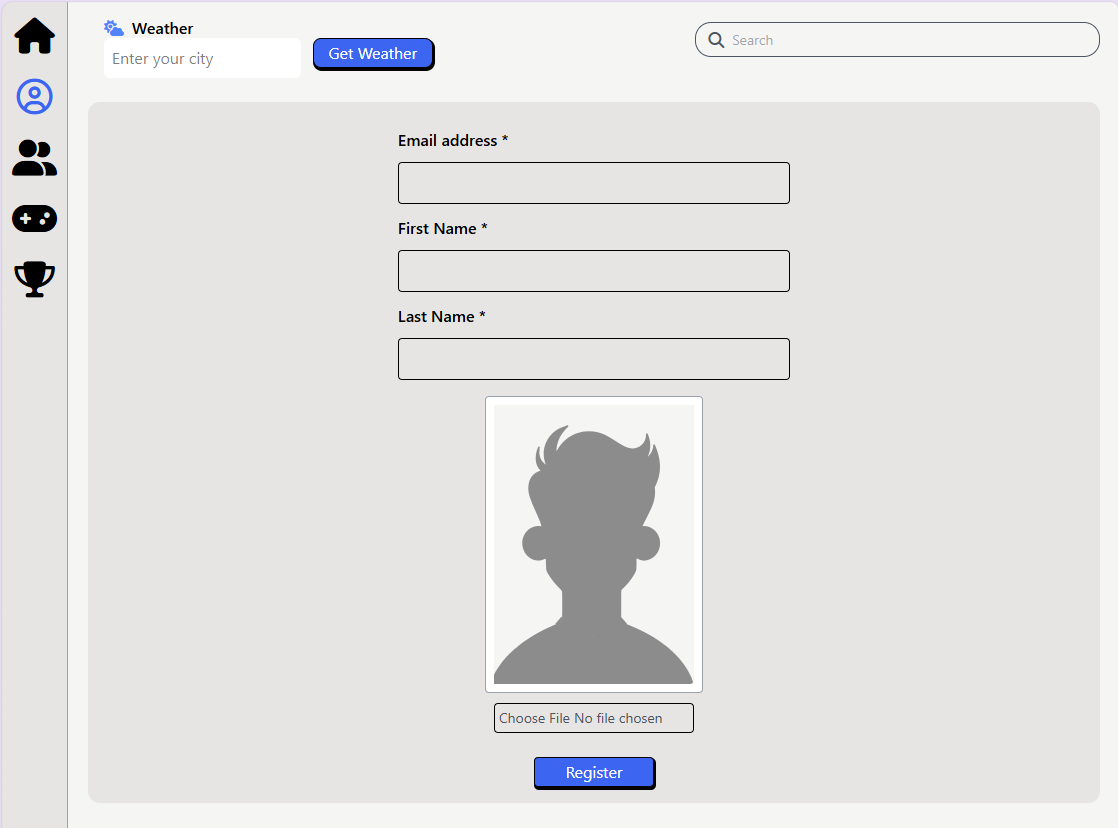 Weather
Enter your city
Get Weather
Search
Email address *
First Name *
Last Name *
Choose File No file chosen
Register